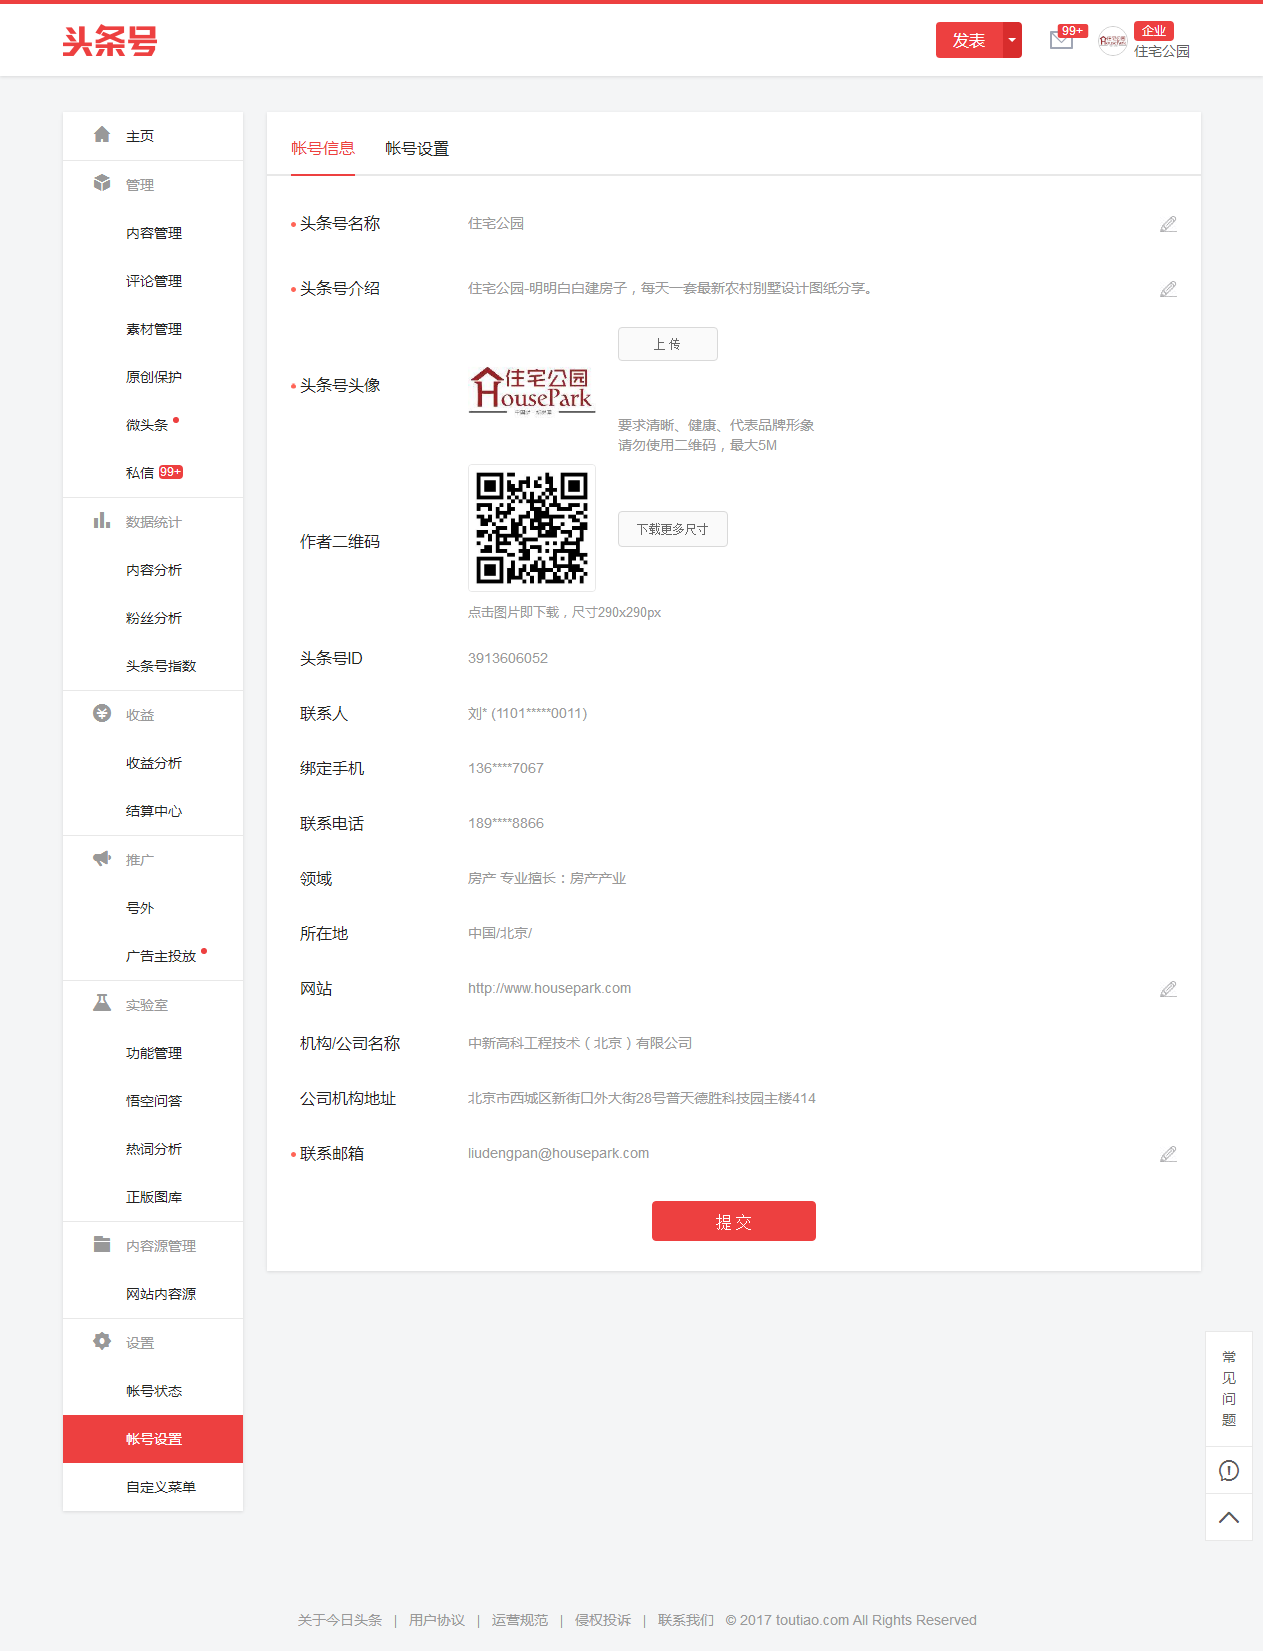 头条号
发表
99+
企业
住宅公园
主页
管理
内容管理
评论管理
素材管理
原创保护
微头条
私信 99+
数据统计
内容分析
粉丝分析
头条号指数
收益
收益分析
结算中心
推广
号外
广告主投放
实验室
功能管理
悟空问答
热词分析
正版图库
内容源管理
网站内容源
设置
帐号状态
帐号设置
自定义菜单
帐号信息 帐号设置
头条号名称 住宅公园
头条号介绍 住宅公园-明明白白建房子，每天一套最新农村别墅设计图纸分享。
上 传
头条号头像
住宅公园
HousePark
要求清晰、健康、代表品牌形象
请勿使用二维码，最大5M
作者二维码
下载更多尺寸
点击图片即下载，尺寸290x290px
头条号ID 3913606052
联系人 刘* (1101*****0011)
绑定手机 136****7067
联系电话 189****8866
领域 房产 专业擅长：房产产业
所在地 中国/北京/
网站 http://www.housepark.com
机构/公司名称 中新高科工程技术（北京）有限公司
公司机构地址 北京市西城区新街口外大街28号普天德胜科技园主楼414
联系邮箱 liudengpan@housepark.com
提 交
常
见
问
题
关于今日头条 | 用户协议 | 运营规范 | 侵权投诉 | 联系我们 © 2017 toutiao.com All Rights Reserved